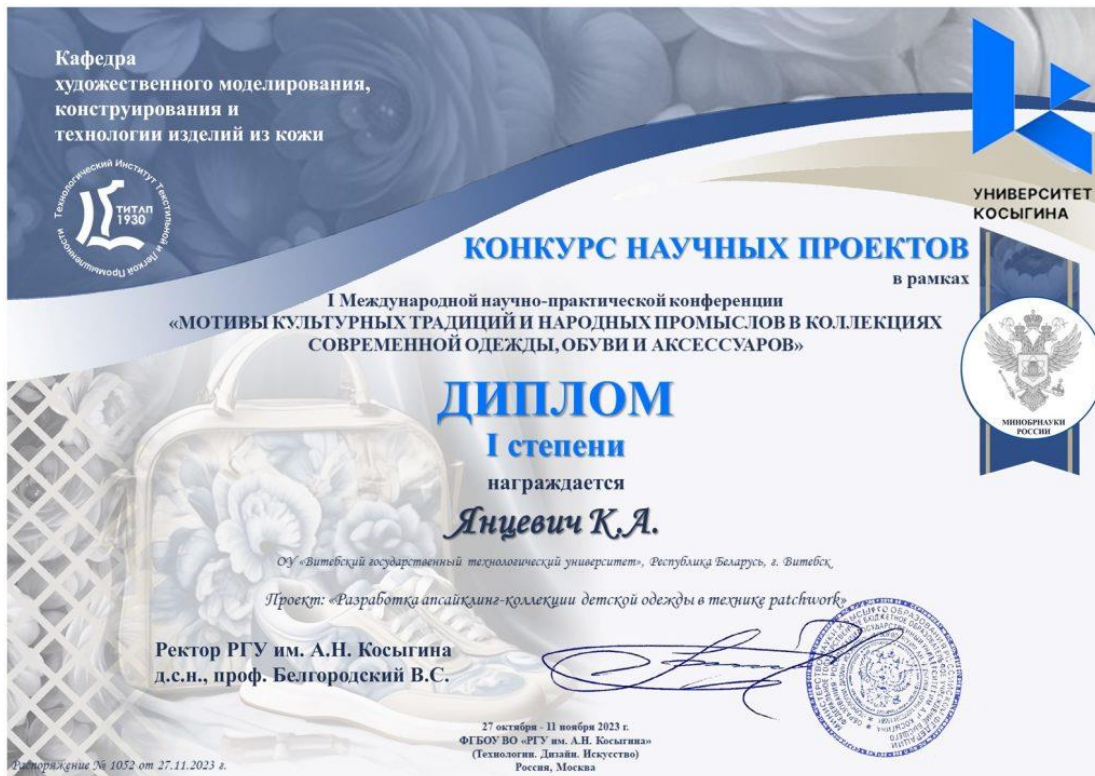 Кафедра
художественного моделирования,
конструирования и
технологии изделий из кожи
Технологический Институт Текстильной и Легкой Промышленности
ТИТЛП
1930
УНИВЕРСИТЕТ
КОСЫГИНА
КОНКУРС НАУЧНЫХ ПРОЕКТОВ
в рамках
I Международной научно-практической конференции
«МОТИВЫ КУЛЬТУРНЫХ ТРАДИЦИЙ И НАРОДНЫХ ПРОМЫСЛОВ В КОЛЛЕКЦИЯХ
СОВРЕМЕННОЙ ОДЕЖДЫ, ОБУВИ И АКСЕССУАРОВ»
МИНОБРНАУКИ
РОССИИ
ДИПЛОМ
I степени
награждается
Янцевич К.А.
ОУ «Витебский государственный технологический университет», Республика Беларусь, г. Витебск
Проект: «Разработка апсайклинг-коллекции детской одежды в технике patchwork»
Ректор РГУ им. А.Н. Косыгина
д.с.н., проф. Белгородский В.С.
27 октября - 11 ноября 2023 г.
ФГБОУ ВО «РГУ им. А.Н. Косыгина»
(Технологии. Дизайн. Искусство)
Россия, Москва
Распоряжение № 1052 от 27.11.2023 г.